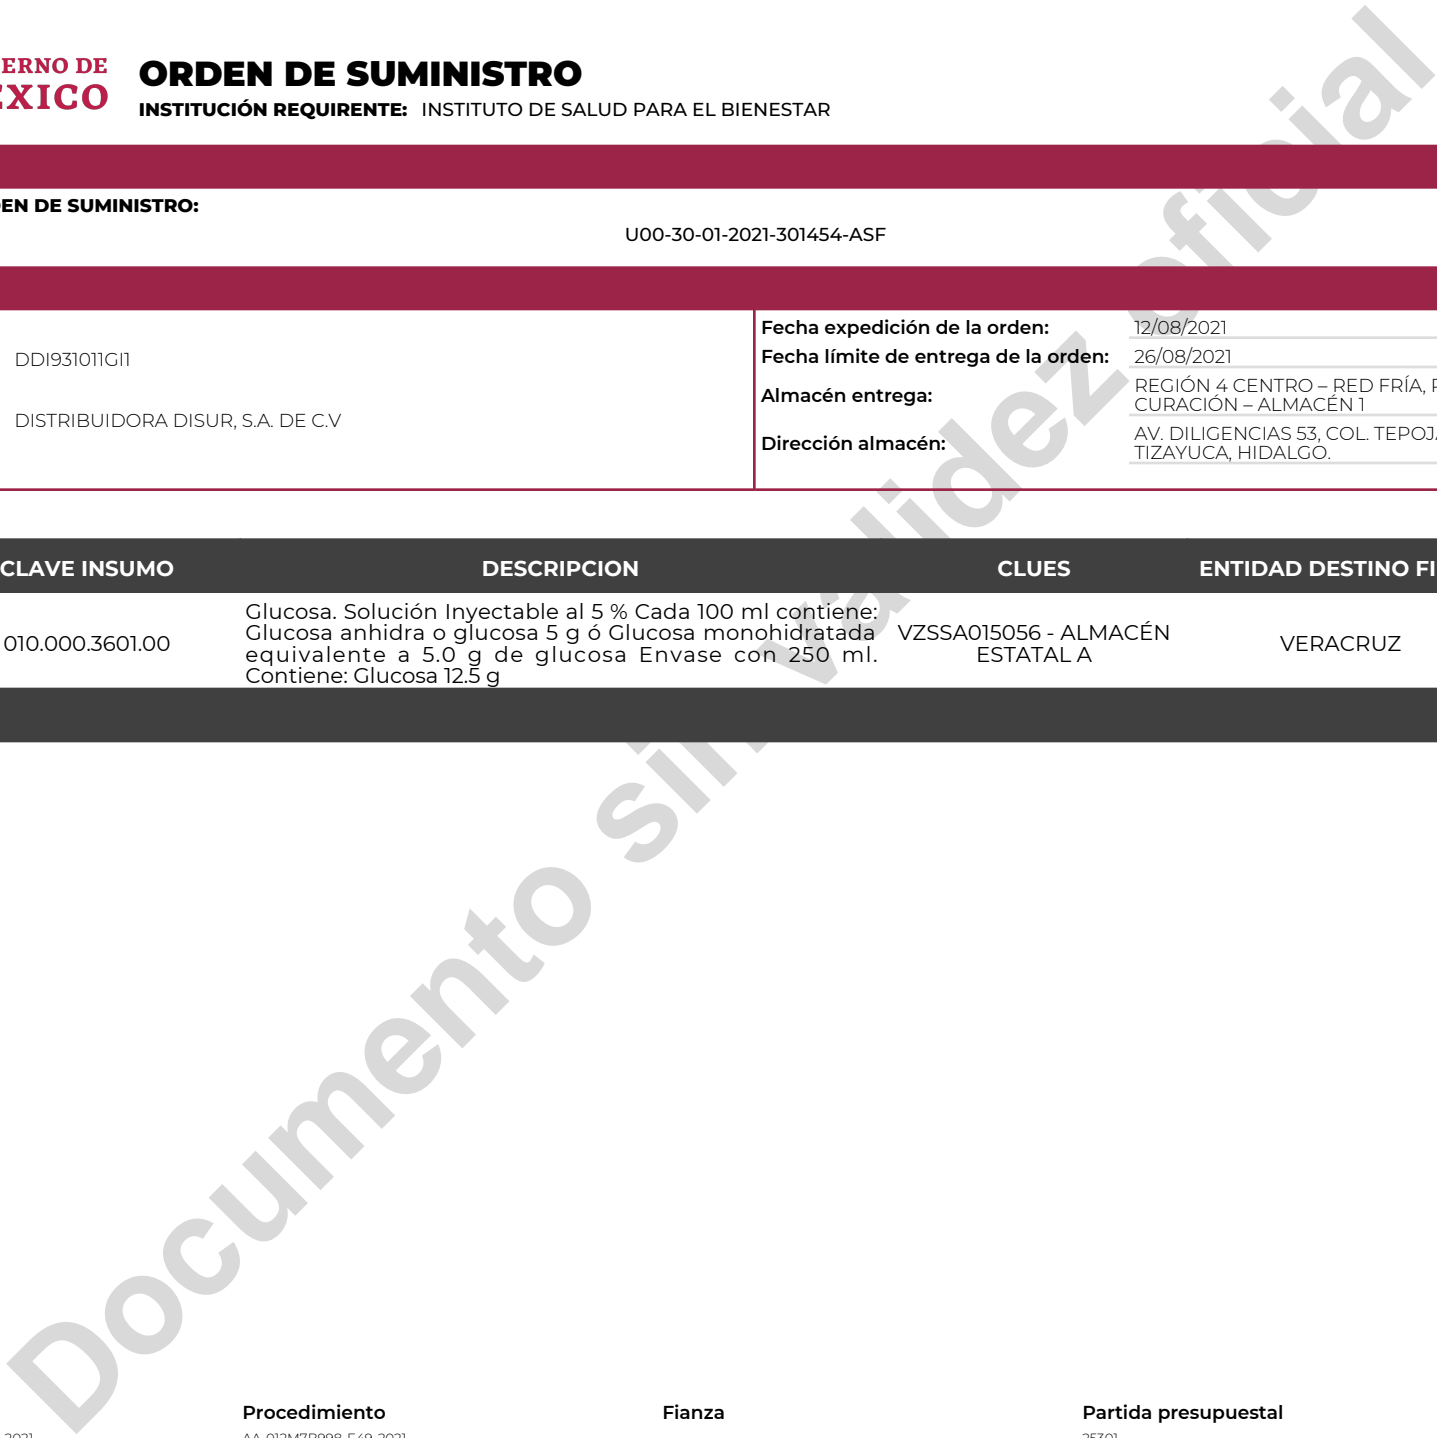 ERNO DE
EXICO
ORDEN DE SUMINISTRO
INSTITUCIÓN REQUIRENTE: INSTITUTO DE SALUD PARA EL BIENESTAR
EN DE SUMINISTRO:
U00-30-01-2021-301454-ASF
DDI931011GI1
DISTRIBUIDORA DISUR, S.A. DE C.V
Fecha expedición de la orden: 12/08/2021
Fecha límite de entrega de la orden: 26/08/2021
Almacén entrega: REGIÓN 4 CENTRO – RED FRÍA,
CURACIÓN – ALMACÉN 1
Dirección almacén: AV. DILIGENCIAS 53, COL. TEPOJA
TIZAYUCA, HIDALGO.
CLAVE INSUMO DESCRIPCION CLUES ENTIDAD DESTINO FI
010.000.3601.00
Glucosa. Solución Inyectable al 5 % Cada 100 ml contiene:
Glucosa anhidra o glucosa 5 g ó Glucosa monohidratada
equivalente a 5.0 g de glucosa Envase con 250 ml.
Contiene: Glucosa 12.5 g
VZSSA015056 - ALMACÉN
ESTATAL A
VERACRUZ
Documento sin validez oficial
Procedimiento Fianza Partida presupuestal